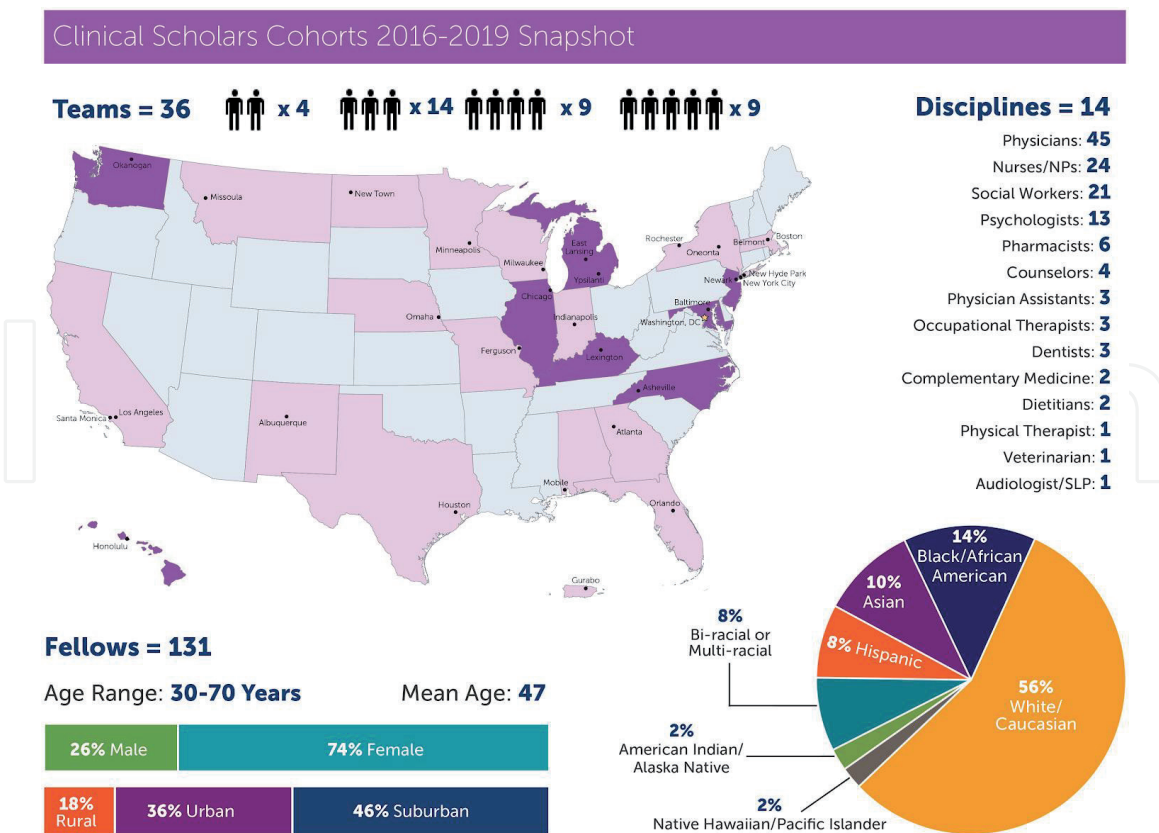 Clinical Scholars Cohorts 2016-2019 Snapshot
Teams = 36
x 4
x 14
x 9
x 9
Disciplines = 14
Physicians: 45
Nurses/NPs: 24
Social Workers: 21
Psychologists: 13
Pharmacists: 6
Counselors: 4
Physician Assistants: 3
Occupational Therapists: 3
Dentists: 3
Complementary Medicine: 2
Dietitians: 2
Physical Therapist: 1
Veterinarian: 1
Audiologist/SLP: 1
Okanogan
Missoula
New Town
Minneapolis
Milwaukee
East
Lansing
Ypsilanti
Rochester
Oneonta
Belmont
Boston
New Hyde Park
Newark
New York City
Chicago
Baltimore
Washington, DC
Omaha
Indianapolis
Ferguson
Lexington
Asheville
Santa Monica
Los Angeles
Albuquerque
Atlanta
Mobile
Houston
Orlando
Honolulu
Gurabo
Fellows = 131
Age Range: 30-70 Years
Mean Age: 47
26% Male
74% Female
18%
Rural
36% Urban
46% Suburban
14%
Black/African
American
10%
Asian
8% Hispanic
8%
Bi-racial or
Multi-racial
56%
White/
Caucasian
2%
American Indian/
Alaska Native
2%
Native Hawaiian/Pacific Islander